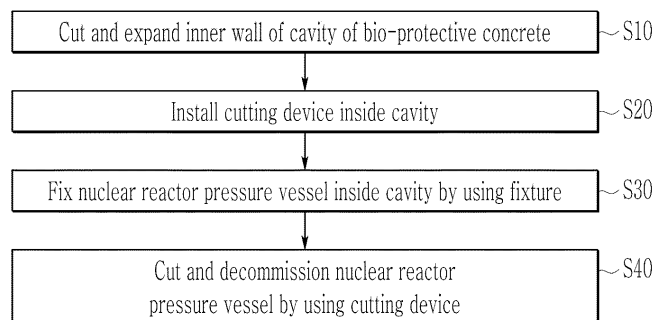 Cut and expand inner wall of cavity of bio-protective concrete S10
Install cutting device inside cavity S20
Fix nuclear reactor pressure vessel inside cavity by using fixture S30
Cut and decommission nuclear reactor S40
pressure vessel by using cutting device